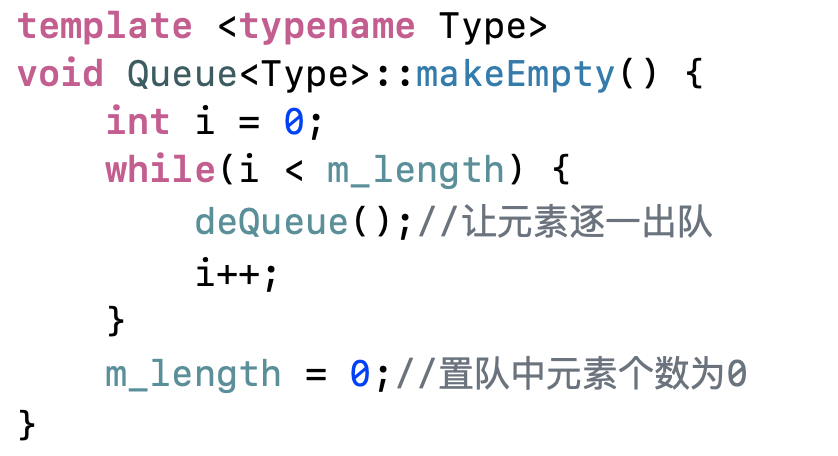 template <typename Type>
void Queue<Type>::makeEmpty() {
    int i = 0;
    while(i < m_length) {
        deQueue();//让元素逐一出队
        i++;
    }
    m_length = 0;//置队中元素个数为0
}